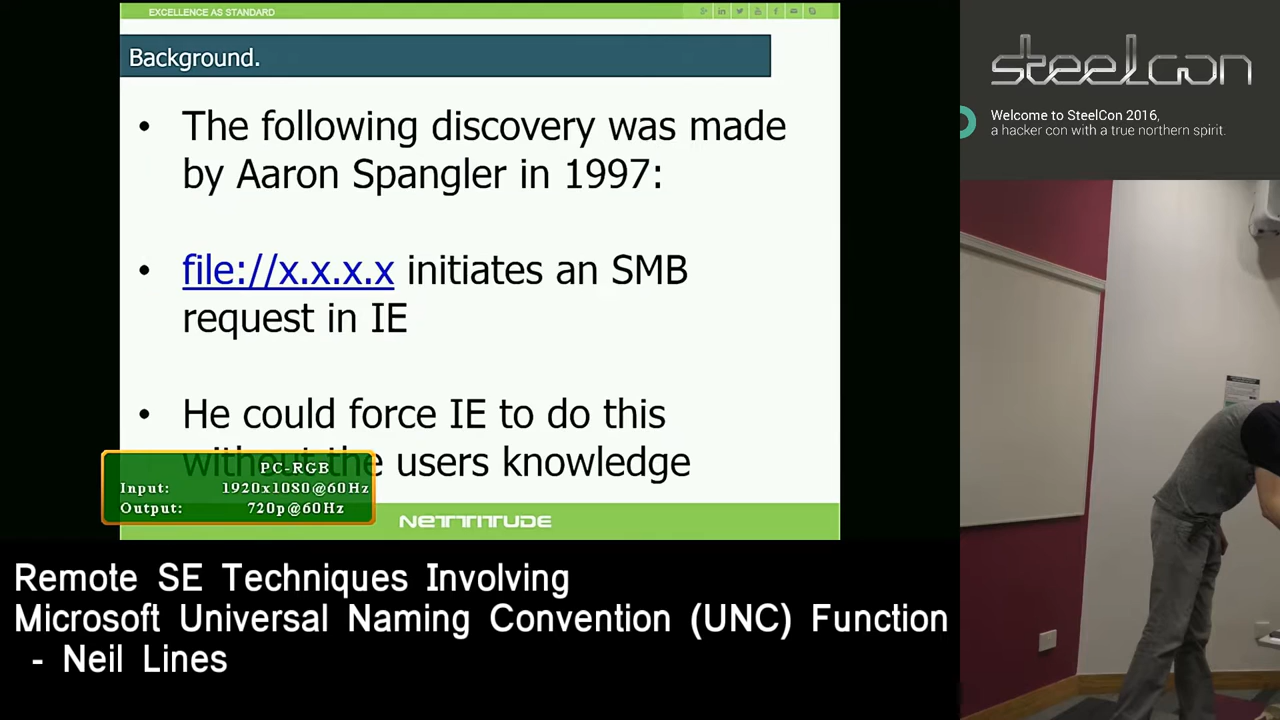 EXCELLENCE AS STANDARD
Background.
• The following discovery was made
by Aaron Spangler in 1997:
• file://x.x.x.x initiates an SMB
request in IE
• He could force IE to do this
without the users knowledge
PC-RGB
Input: 1920x1080@60Hz
Output: 720p@60Hz
NETTITUDE
steelcon
Welcome to SteelCon 2016,
a hacker con with a true northern spirit.
Remote SE Techniques Involving
Microsoft Universal Naming Convention (UNC) Function
- Neil Lines